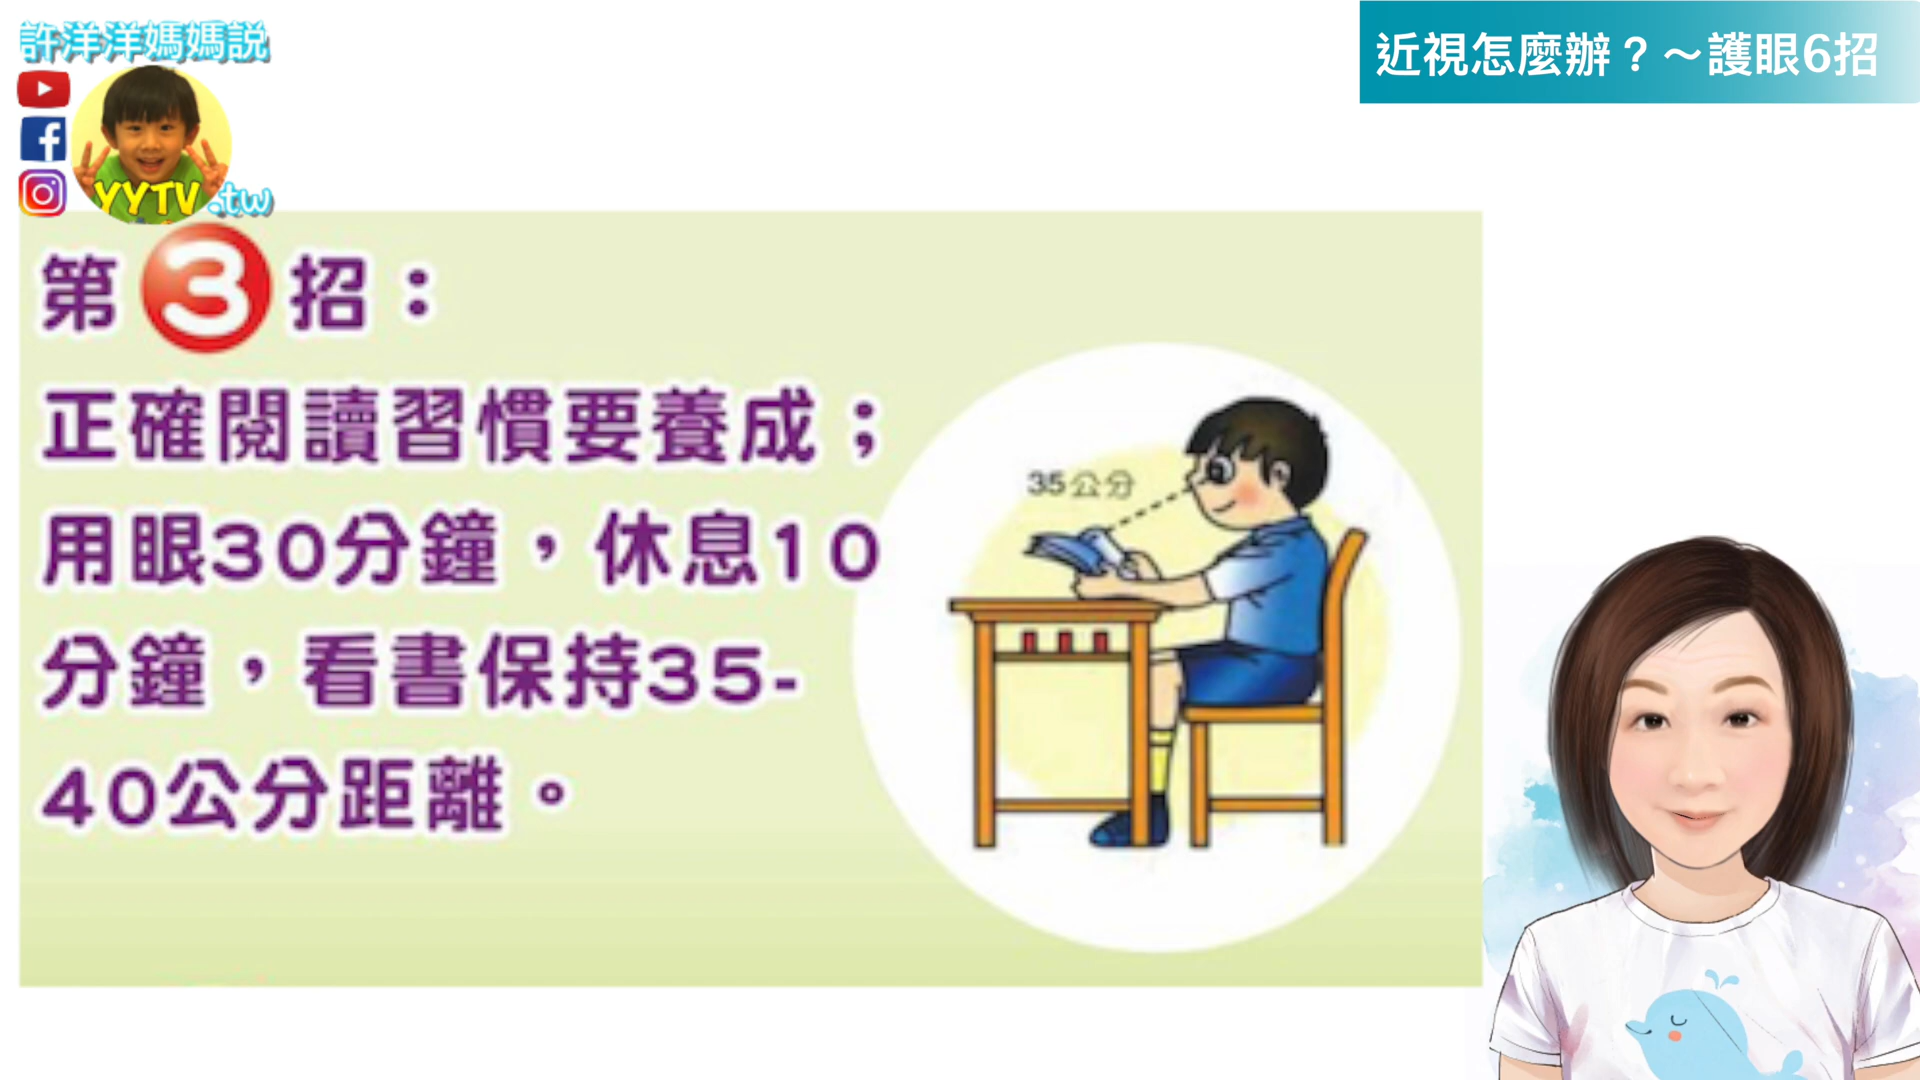 許洋洋媽媽説
YYTV.tw
近視怎麼辦？～護眼6招
第3招：
正確閱讀習慣要養成；
用眼30分鐘，休息10
分鐘，看書保持35-
40公分距離。
35公分